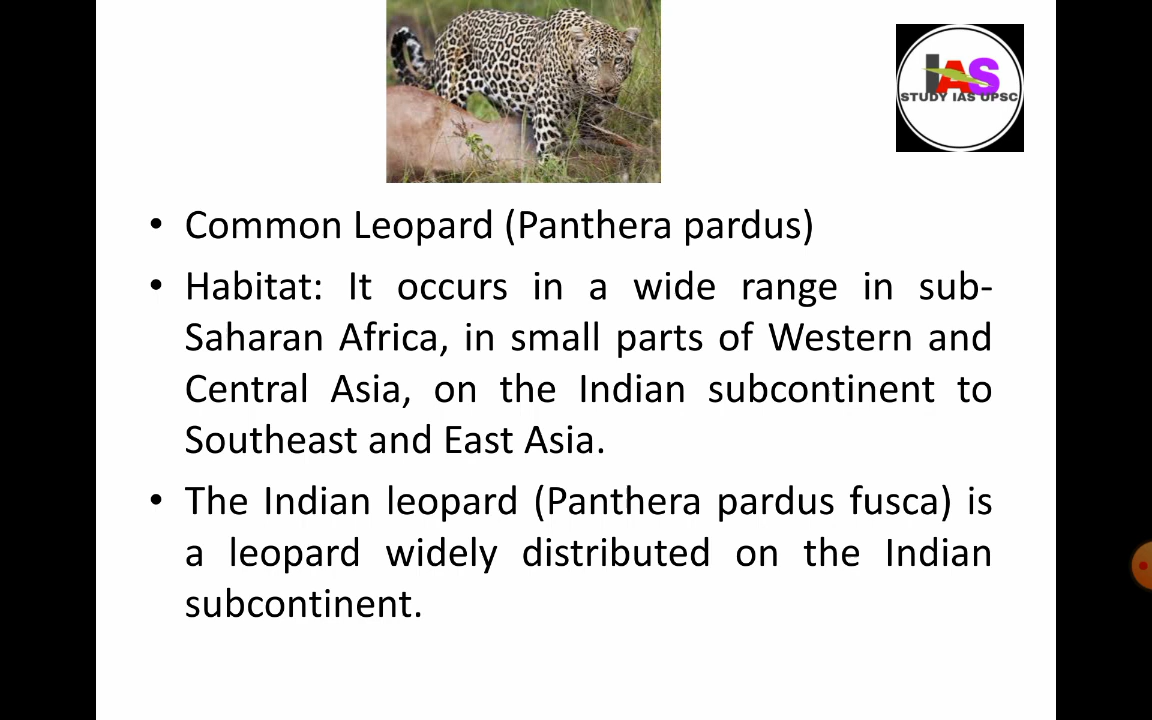 IAS
STUDY IAS UPSC
• Common Leopard (Panthera pardus)
• Habitat: It occurs in a wide range in sub-
Saharan Africa, in small parts of Western and
Central Asia, on the Indian subcontinent to
Southeast and East Asia.
• The Indian leopard (Panthera pardus fusca) is
a leopard widely distributed on the Indian
subcontinent.